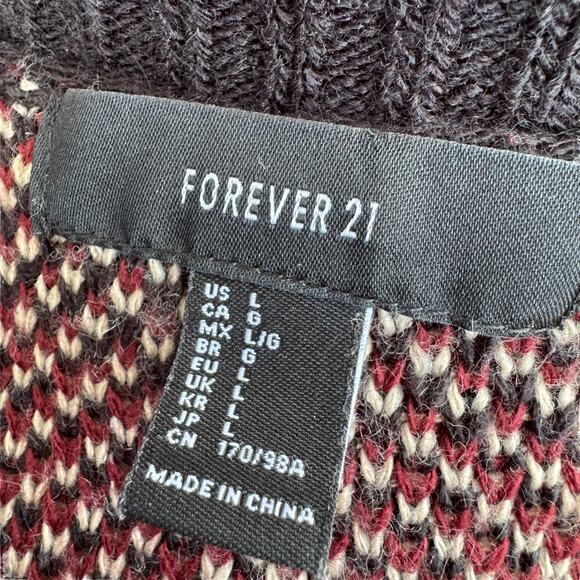 FOREVER 21
US L
CA G
MX L/G
BR G
EU L
UK L
KR L
JP L
CN 170/98A
MADE IN CHINA